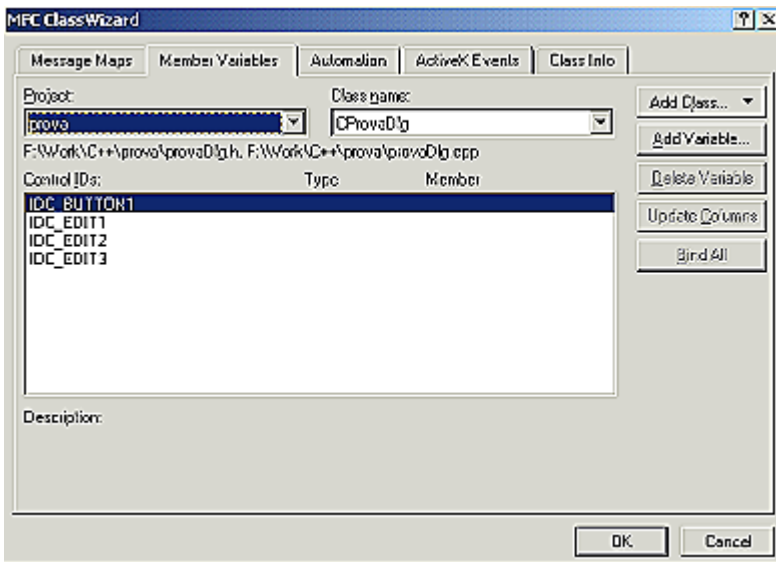 MFC ClassWizard
Message Maps Member Variables Automation ActiveX Events Class Info
Project: Class name:
prova CProvaDlg
Add Class...
F:\Work\C++\prova\provaDlg.h, F:\Work\C++\prova\provaDlg.cpp
Add Variable...
Control IDs: Type Member
Delete Variable
IDC_BUTTON1
IDC_EDIT1
Update Columns
IDC_EDIT2
IDC_EDIT3
Bind All
Description:
OK Cancel